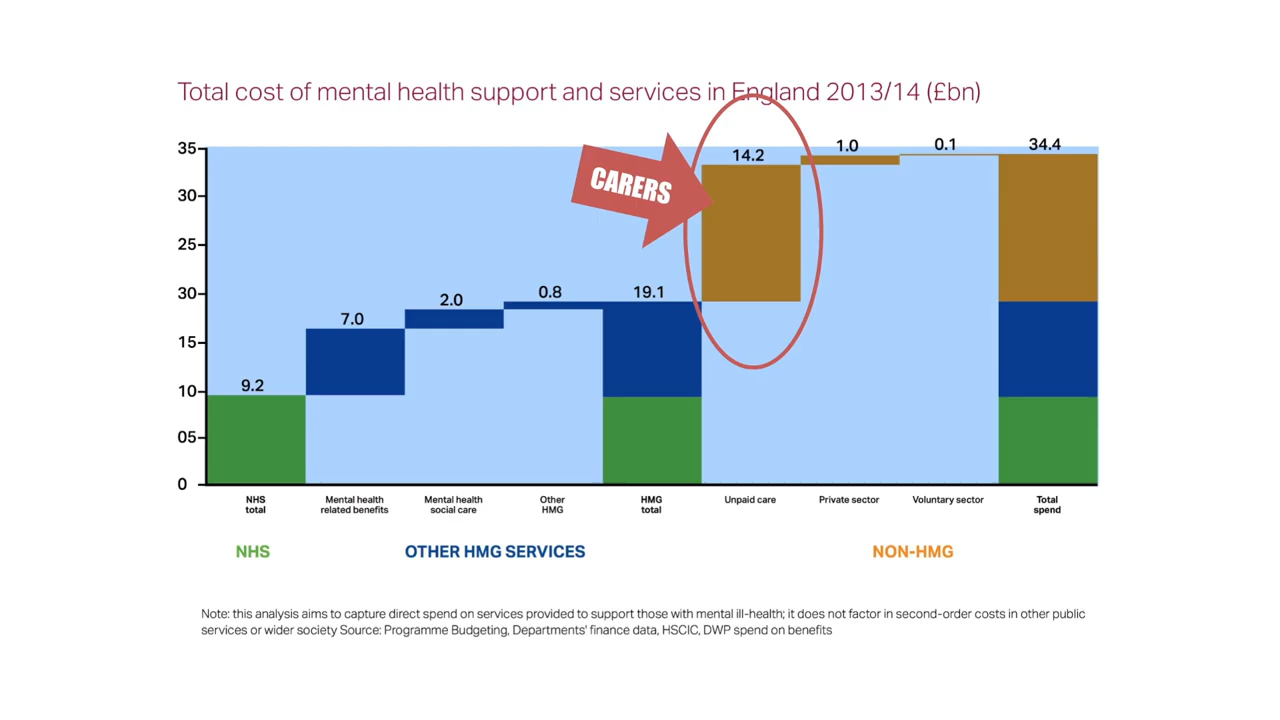 Total cost of mental health support and services in England 2013/14 (£bn)
35
30
25
30
15
10
05
0
9.2
7.0
2.0
0.8
19.1
CARERS
14.2
1.0
0.1
34.4
NHS
total
Mental health
related benefits
Mental health
social care
Other
HMG
HMG
total
Unpaid care
Private sector
Voluntary sector
Total
spend
NHS
OTHER HMG SERVICES
NON-HMG
Note: this analysis aims to capture direct spend on services provided to support those with mental ill-health; it does not factor in second-order costs in other public
services or wider society Source: Programme Budgeting, Departments' finance data, HSCIC, DWP spend on benefits